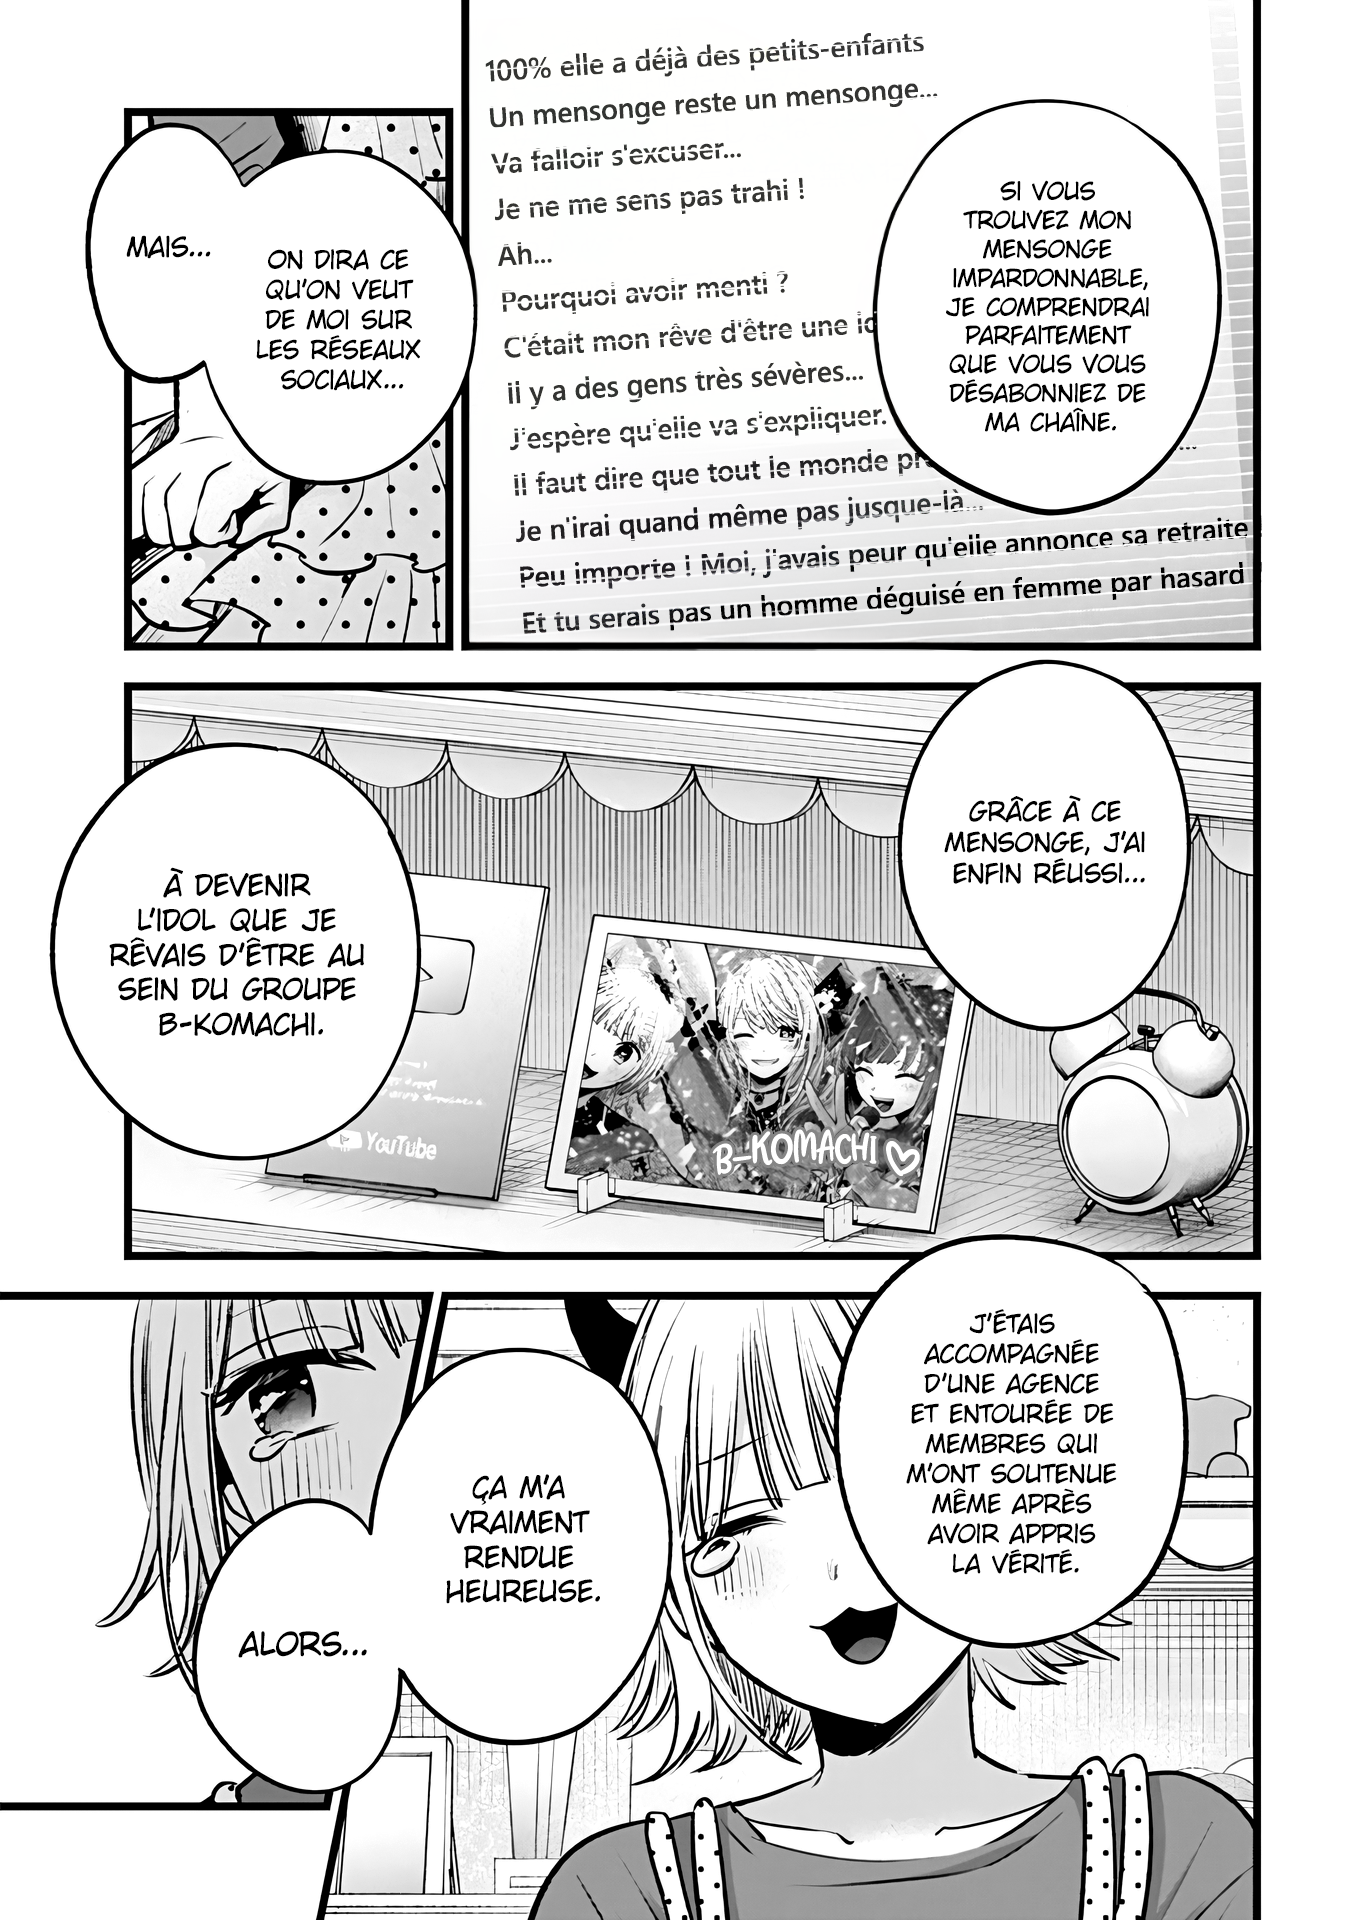 100% elle a déjà des petits-enfants
Un mensonge reste un mensonge...
Va falloir s'excuser...
Je ne me sens pas trahi !
Ah...
Pourquoi avoir menti ?
C'était mon rêve d'être une
il y a des gens très sévères...
j'espère qu'elle va s'expliquer.
il faut dire que tout le monde
Je n'irai quand même pas jusque-là...
Peu importe ! Moi, j'avais peur qu'elle annonce sa retraite
Et tu serais pas un homme déguisé en femme par hasard
SI VOUS
TROUVEZ MON
MENSONGE
IMPARDONNABLE,
JE COMPRENDRAI
PARFAITEMENT
QUE VOUS VOUS
DÉSABONNIEZ DE
MA CHAÎNE.
ON DIRA CE
QU'ON VEUT
DE MOI SUR
LES RÉSEAUX
SOCIAUX...
MAIS...
GRÂCE À CE
MENSONGE, J'AI
ENFIN RÉUSSI...
À DEVENIR
L'IDOL QUE JE
RÊVAIS D'ÊTRE AU
SEIN DU GROUPE
B-KOMACHI.
B-KOMACHI ♡
YouTube
J'ÉTAIS
ACCOMPAGNÉE
D'UNE AGENCE
ET ENTOURÉE DE
MEMBRES QUI
M'ONT SOUTENUE
MÊME APRÈS
AVOIR APPRIS
LA VÉRITÉ.
ÇA M'A
VRAIMENT
RENDUE
HEUREUSE.
ALORS...